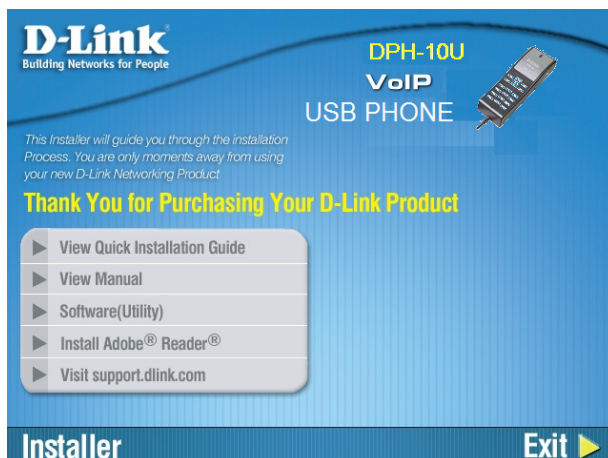 D-Link
Building Networks for People
DPH-10U
VoIP
USB PHONE
This Installer will guide you through the installation
Process. You are only moments away from using
your new D-Link Networking Product
Thank You for Purchasing Your D-Link Product
View Quick Installation Guide
View Manual
Software(Utility)
Install Adobe® Reader®
Visit support.dlink.com
Installer
Exit